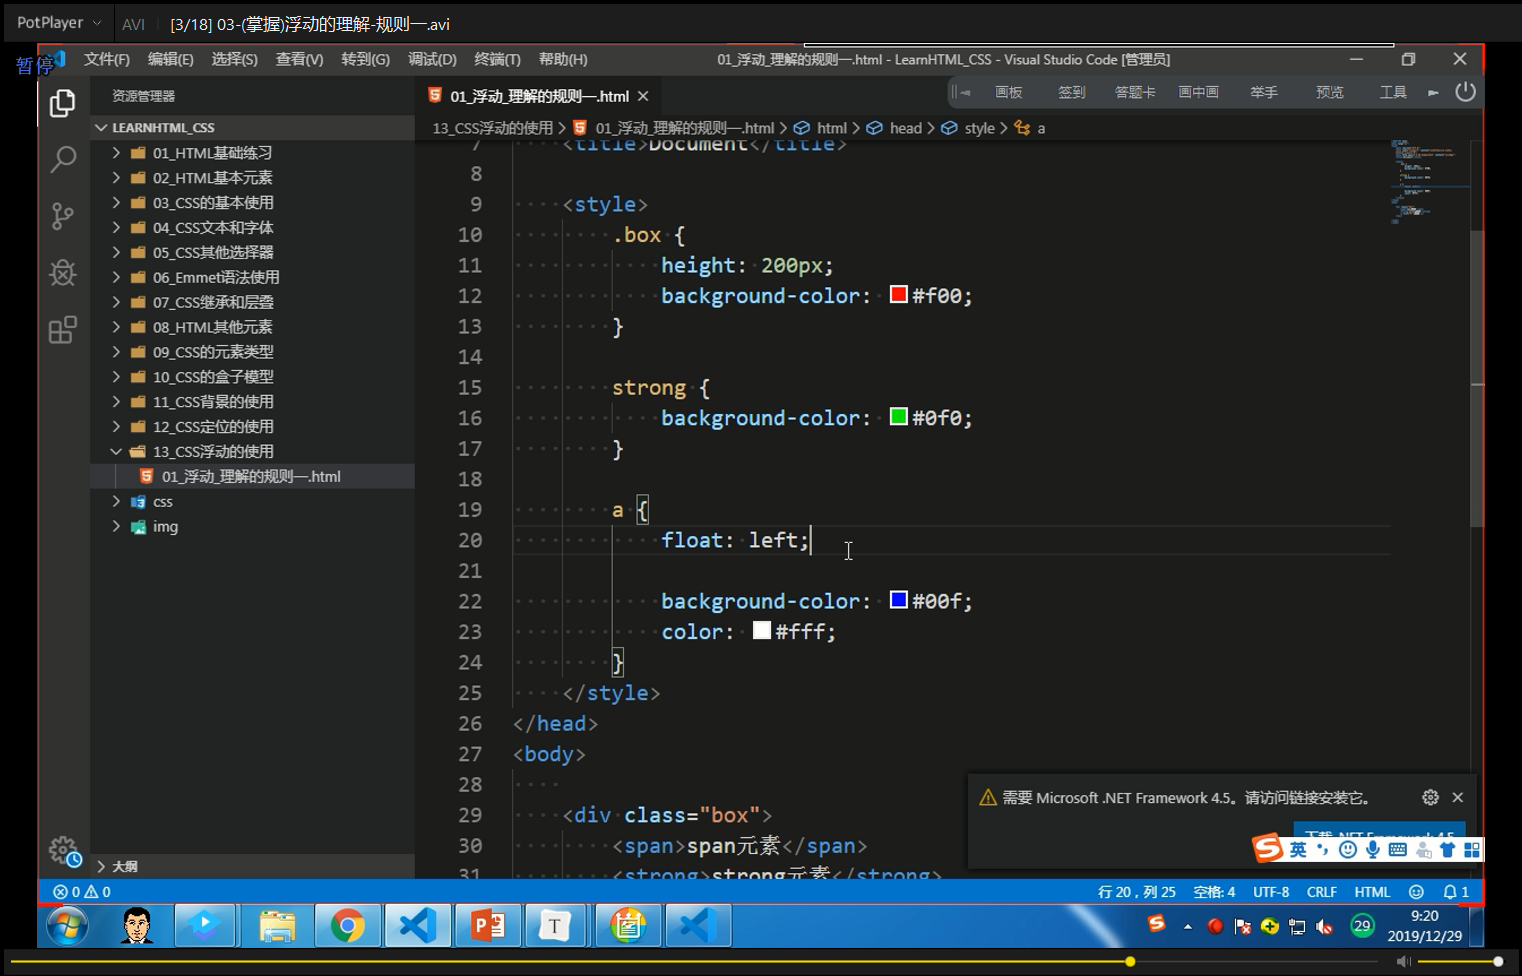 PotPlayer AVI [3/18] 03-(掌握)浮动的理解-规则一.avi
暂停
文件(F) 编辑(E) 选择(S) 查看(V) 转到(G) 调试(D) 终端(T) 帮助(H) 01_浮动_理解的规则一.html - LearnHTML_CSS - Visual Studio Code [管理员]
资源管理器
01_浮动_理解的规则一.html
画板 签到 答题卡 画中画 举手 预览 工具
LEARNHTML_CSS
01_HTML基础练习
02_HTML基本元素
03_CSS的基本使用
04_CSS文本和字体
05_CSS其他选择器
06_Emmet语法使用
07_CSS继承和层叠
08_HTML其他元素
09_CSS的元素类型
10_CSS的盒子模型
11_CSS背景的使用
12_CSS定位的使用
13_CSS浮动的使用
01_浮动_理解的规则一.html
css
img
大纲
13_CSS浮动的使用 > 01_浮动_理解的规则一.html > html > head > style > a
7 <title>Document</title>
8
9 <style>
10 .box {
11 height: 200px;
12 background-color: #f00;
13 }
14
15 strong {
16 background-color: #0f0;
17 }
18
19 a {
20 float: left;
21
22 background-color: #00f;
23 color: #fff;
24 }
25 </style>
26 </head>
27 <body>
28
29 <div class="box">
30 <span>span元素</span>
31 <strong>strong元素</strong>
需要 Microsoft .NET Framework 4.5。请访问链接安装它。
下载 .NET Framework 4.5
英
0 0 行 20，列 25 空格: 4 UTF-8 CRLF HTML 1
29
9:20
2019/12/29